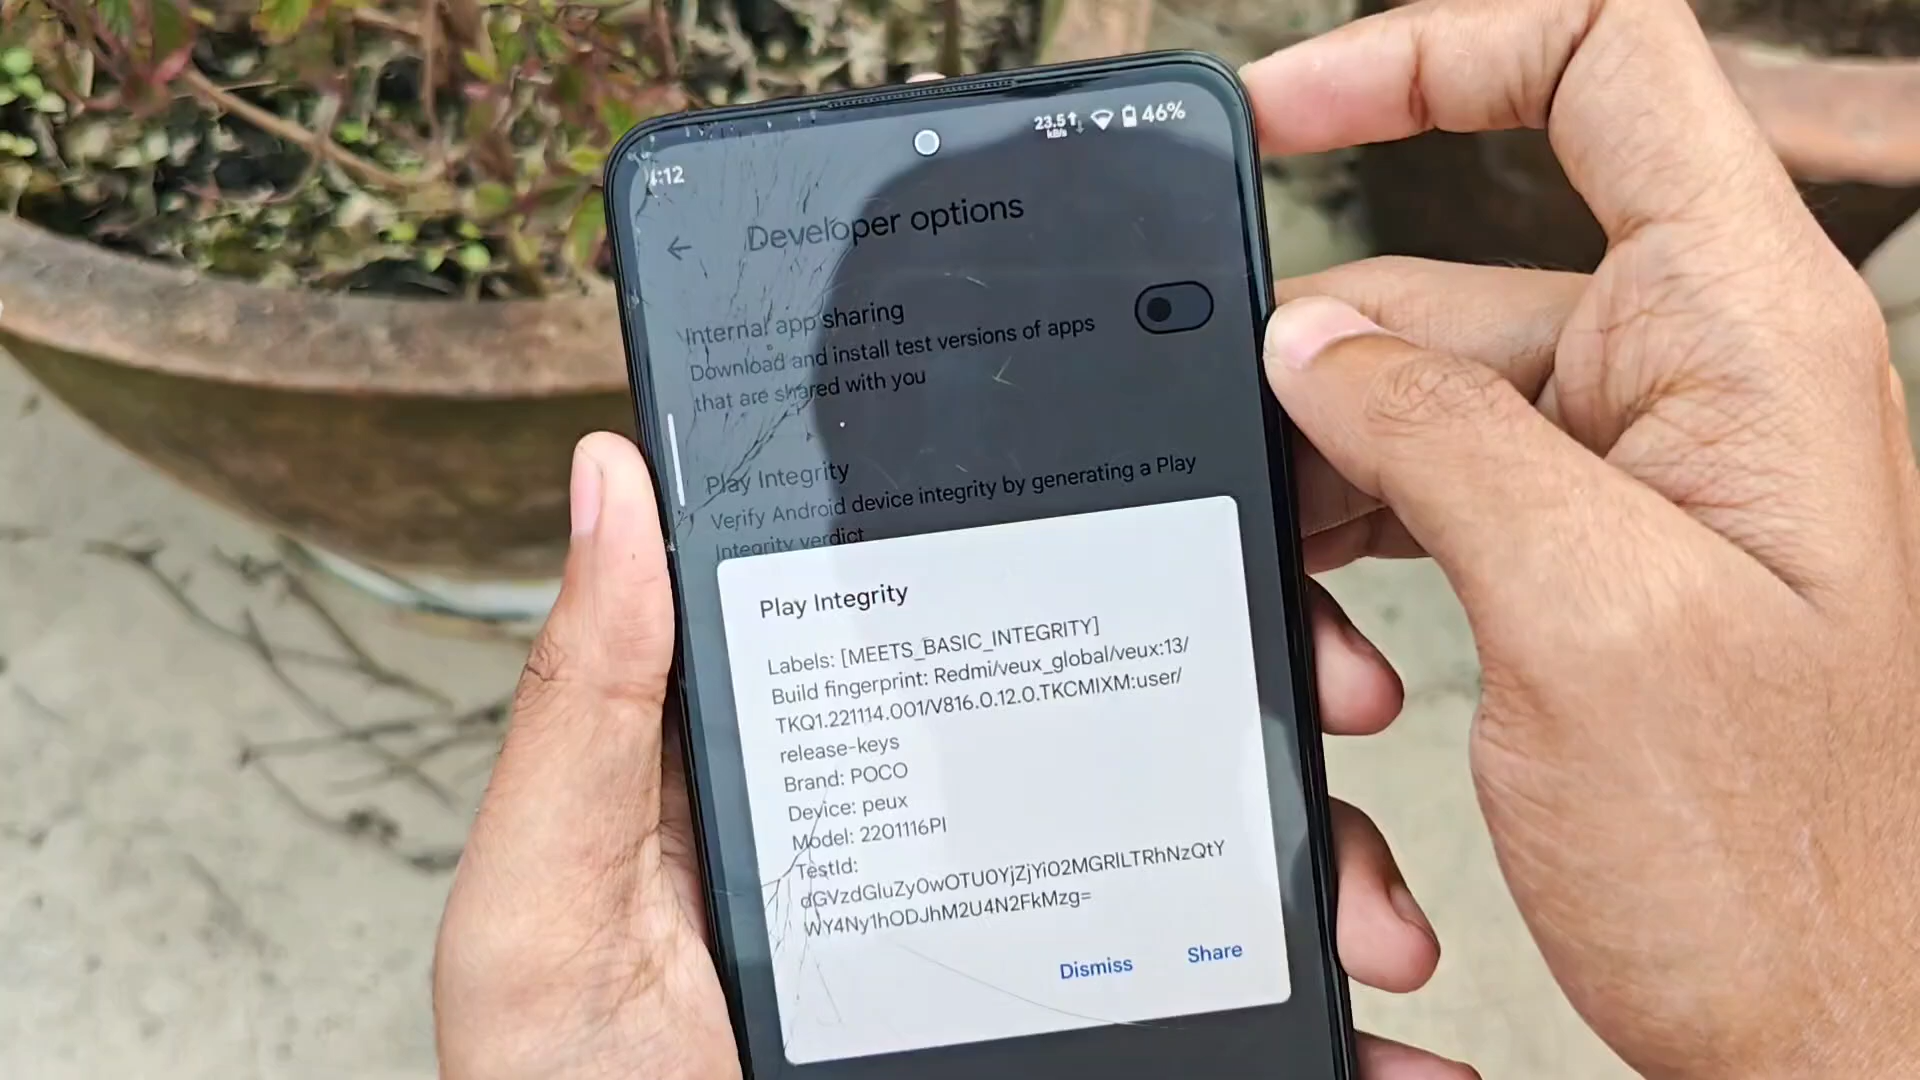 4:12
23.5
kB/s
46%
Developer options
Internal app sharing
Download and install test versions of apps
that are shared with you
Play Integrity
Verify Android device integrity by generating a Play
Integrity verdict
Play Integrity
Labels: [MEETS_BASIC_INTEGRITY]
Build fingerprint: Redmi/veux_global/veux:13/
TKQ1.221114.001/V816.0.12.0.TKCMIXM:user/
release-keys
Brand: POCO
Device: peux
Model: 2201116PI
TestId:
dGVzdGluZy0wOTU0YjZjYi02MGRlLTRhNzQtY
WY4Ny1hODJhM2U4N2FkMzg=
Dismiss
Share